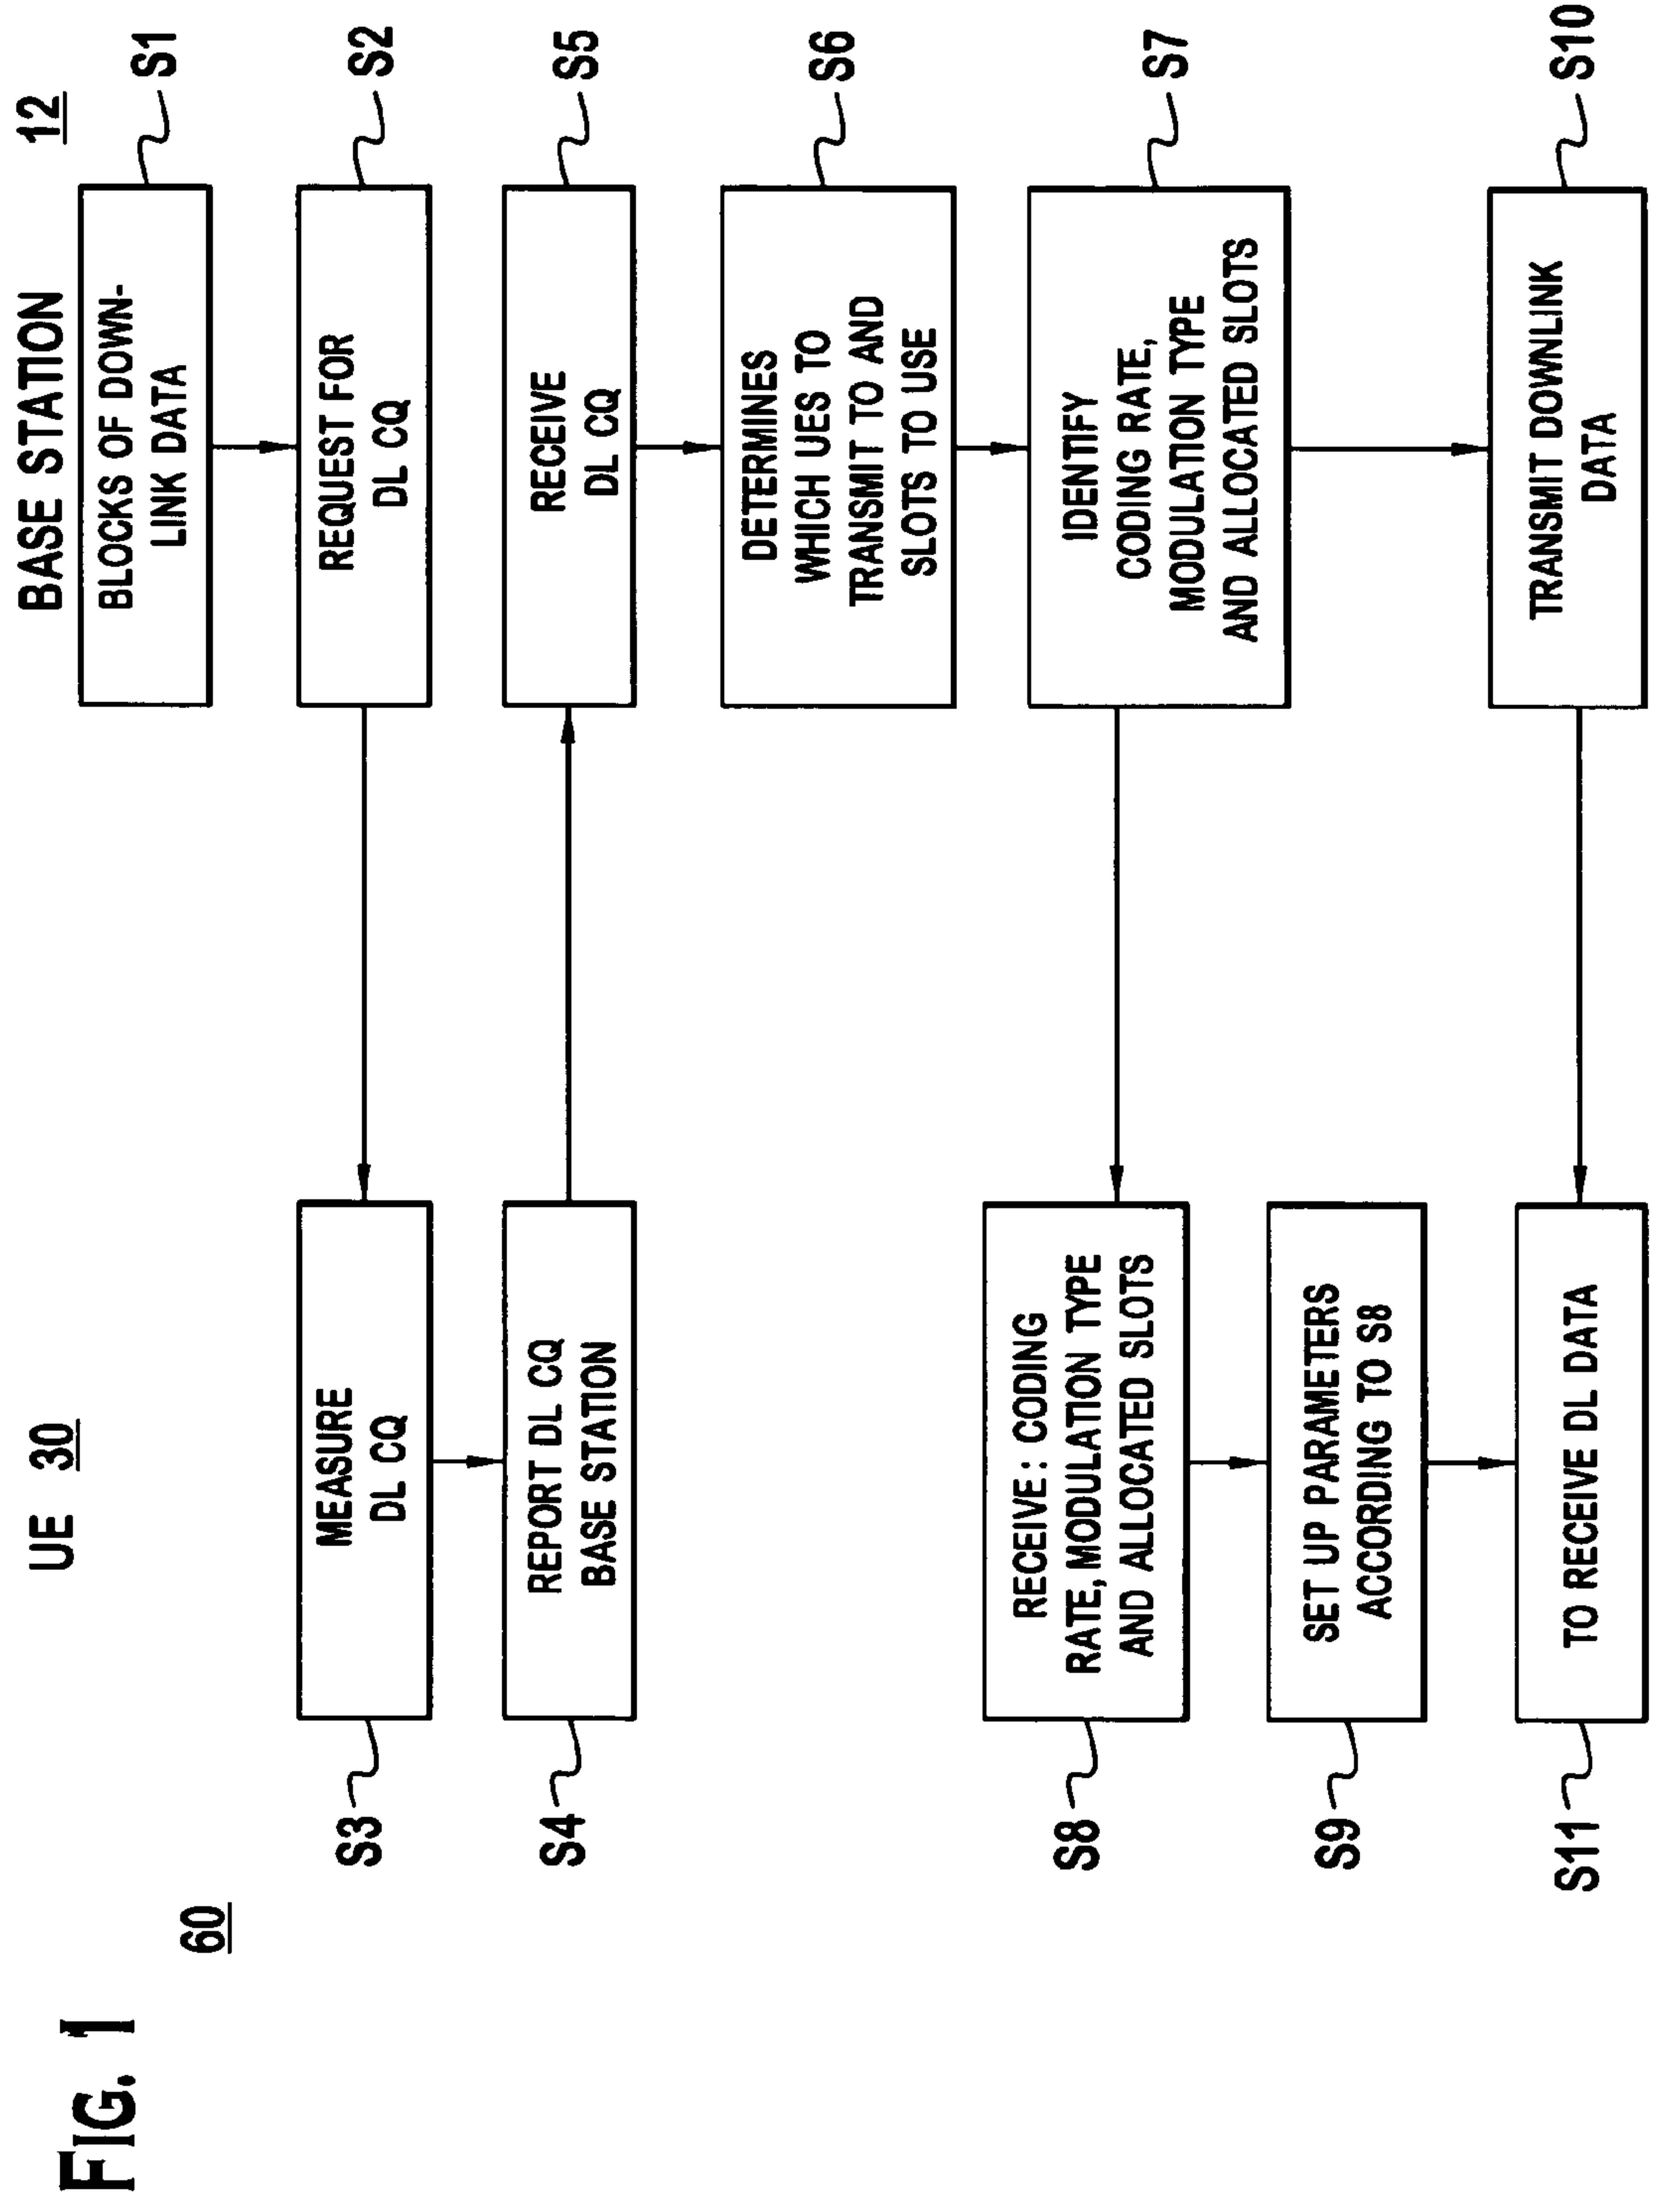 FIG. 1
60
UE 30
BASE STATION 12
BLOCKS OF DOWN-
LINK DATA
S1
REQUEST FOR
DL CQ
S2
MEASURE
DL CQ
S3
REPORT DL CQ
BASE STATION
S4
RECEIVE
DL CQ
S5
DETERMINES
WHICH UES TO
TRANSMIT TO AND
SLOTS TO USE
S6
IDENTIFY
CODING RATE,
MODULATION TYPE
AND ALLOCATED SLOTS
S7
RECEIVE: CODING
RATE, MODULATION TYPE
AND ALLOCATED SLOTS
S8
SET UP PARAMETERS
ACCORDING TO S8
S9
TRANSMIT DOWNLINK
DATA
S10
TO RECEIVE DL DATA
S11